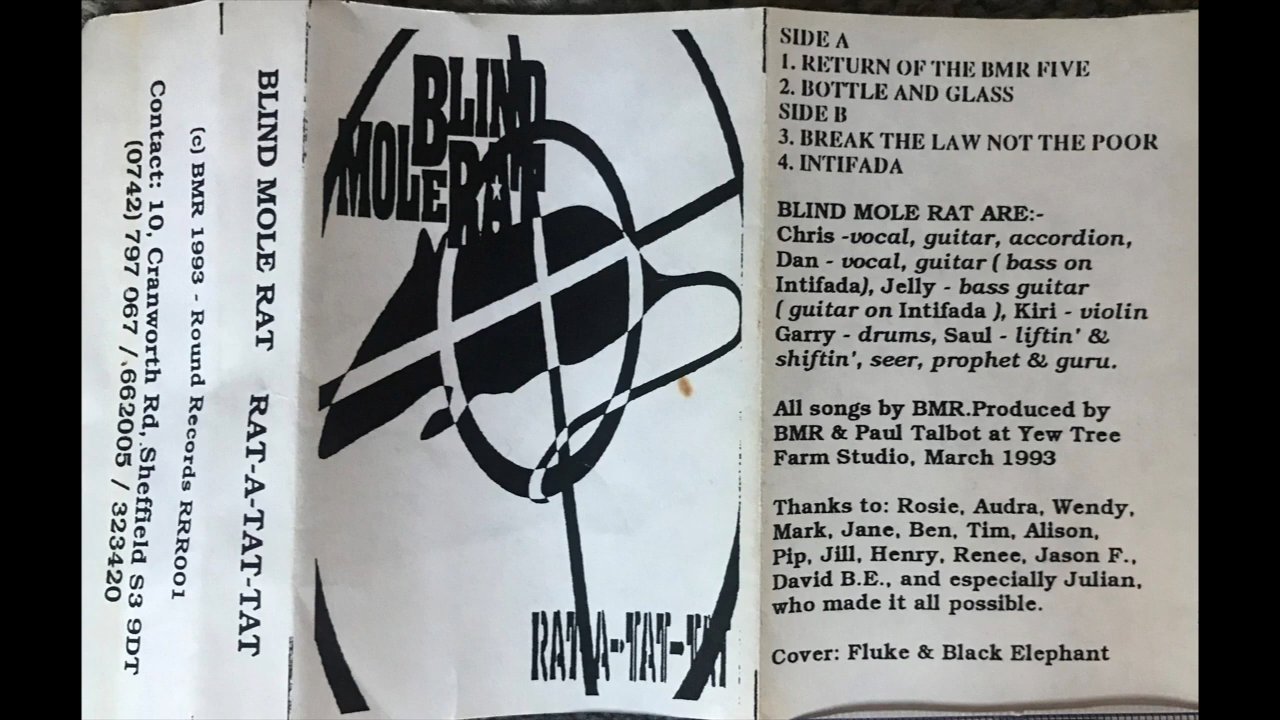 Contact: 10, Cranworth Rd, Sheffield S3 9DT
(0742) 797 067 / 662005 / 323420
(c) BMR 1993 - Round Records RRR001
BLIND MOLE RAT RAT-A-TAT-TAT
BLIND
MOLE RAT
RAT-A-TAT-TAT
SIDE A
1. RETURN OF THE BMR FIVE
2. BOTTLE AND GLASS
SIDE B
3. BREAK THE LAW NOT THE POOR
4. INTIFADA
BLIND MOLE RAT ARE:-
Chris -vocal, guitar, accordion,
Dan - vocal, guitar ( bass on
Intifada), Jelly - bass guitar
( guitar on Intifada ), Kiri - violin
Garry - drums, Saul - liftin' &
shiftin', seer, prophet & guru.
All songs by BMR.Produced by
BMR & Paul Talbot at Yew Tree
Farm Studio, March 1993
Thanks to: Rosie, Audra, Wendy,
Mark, Jane, Ben, Tim, Alison,
Pip, Jill, Henry, Renee, Jason F.,
David B.E., and especially Julian,
who made it all possible.
Cover: Fluke & Black Elephant